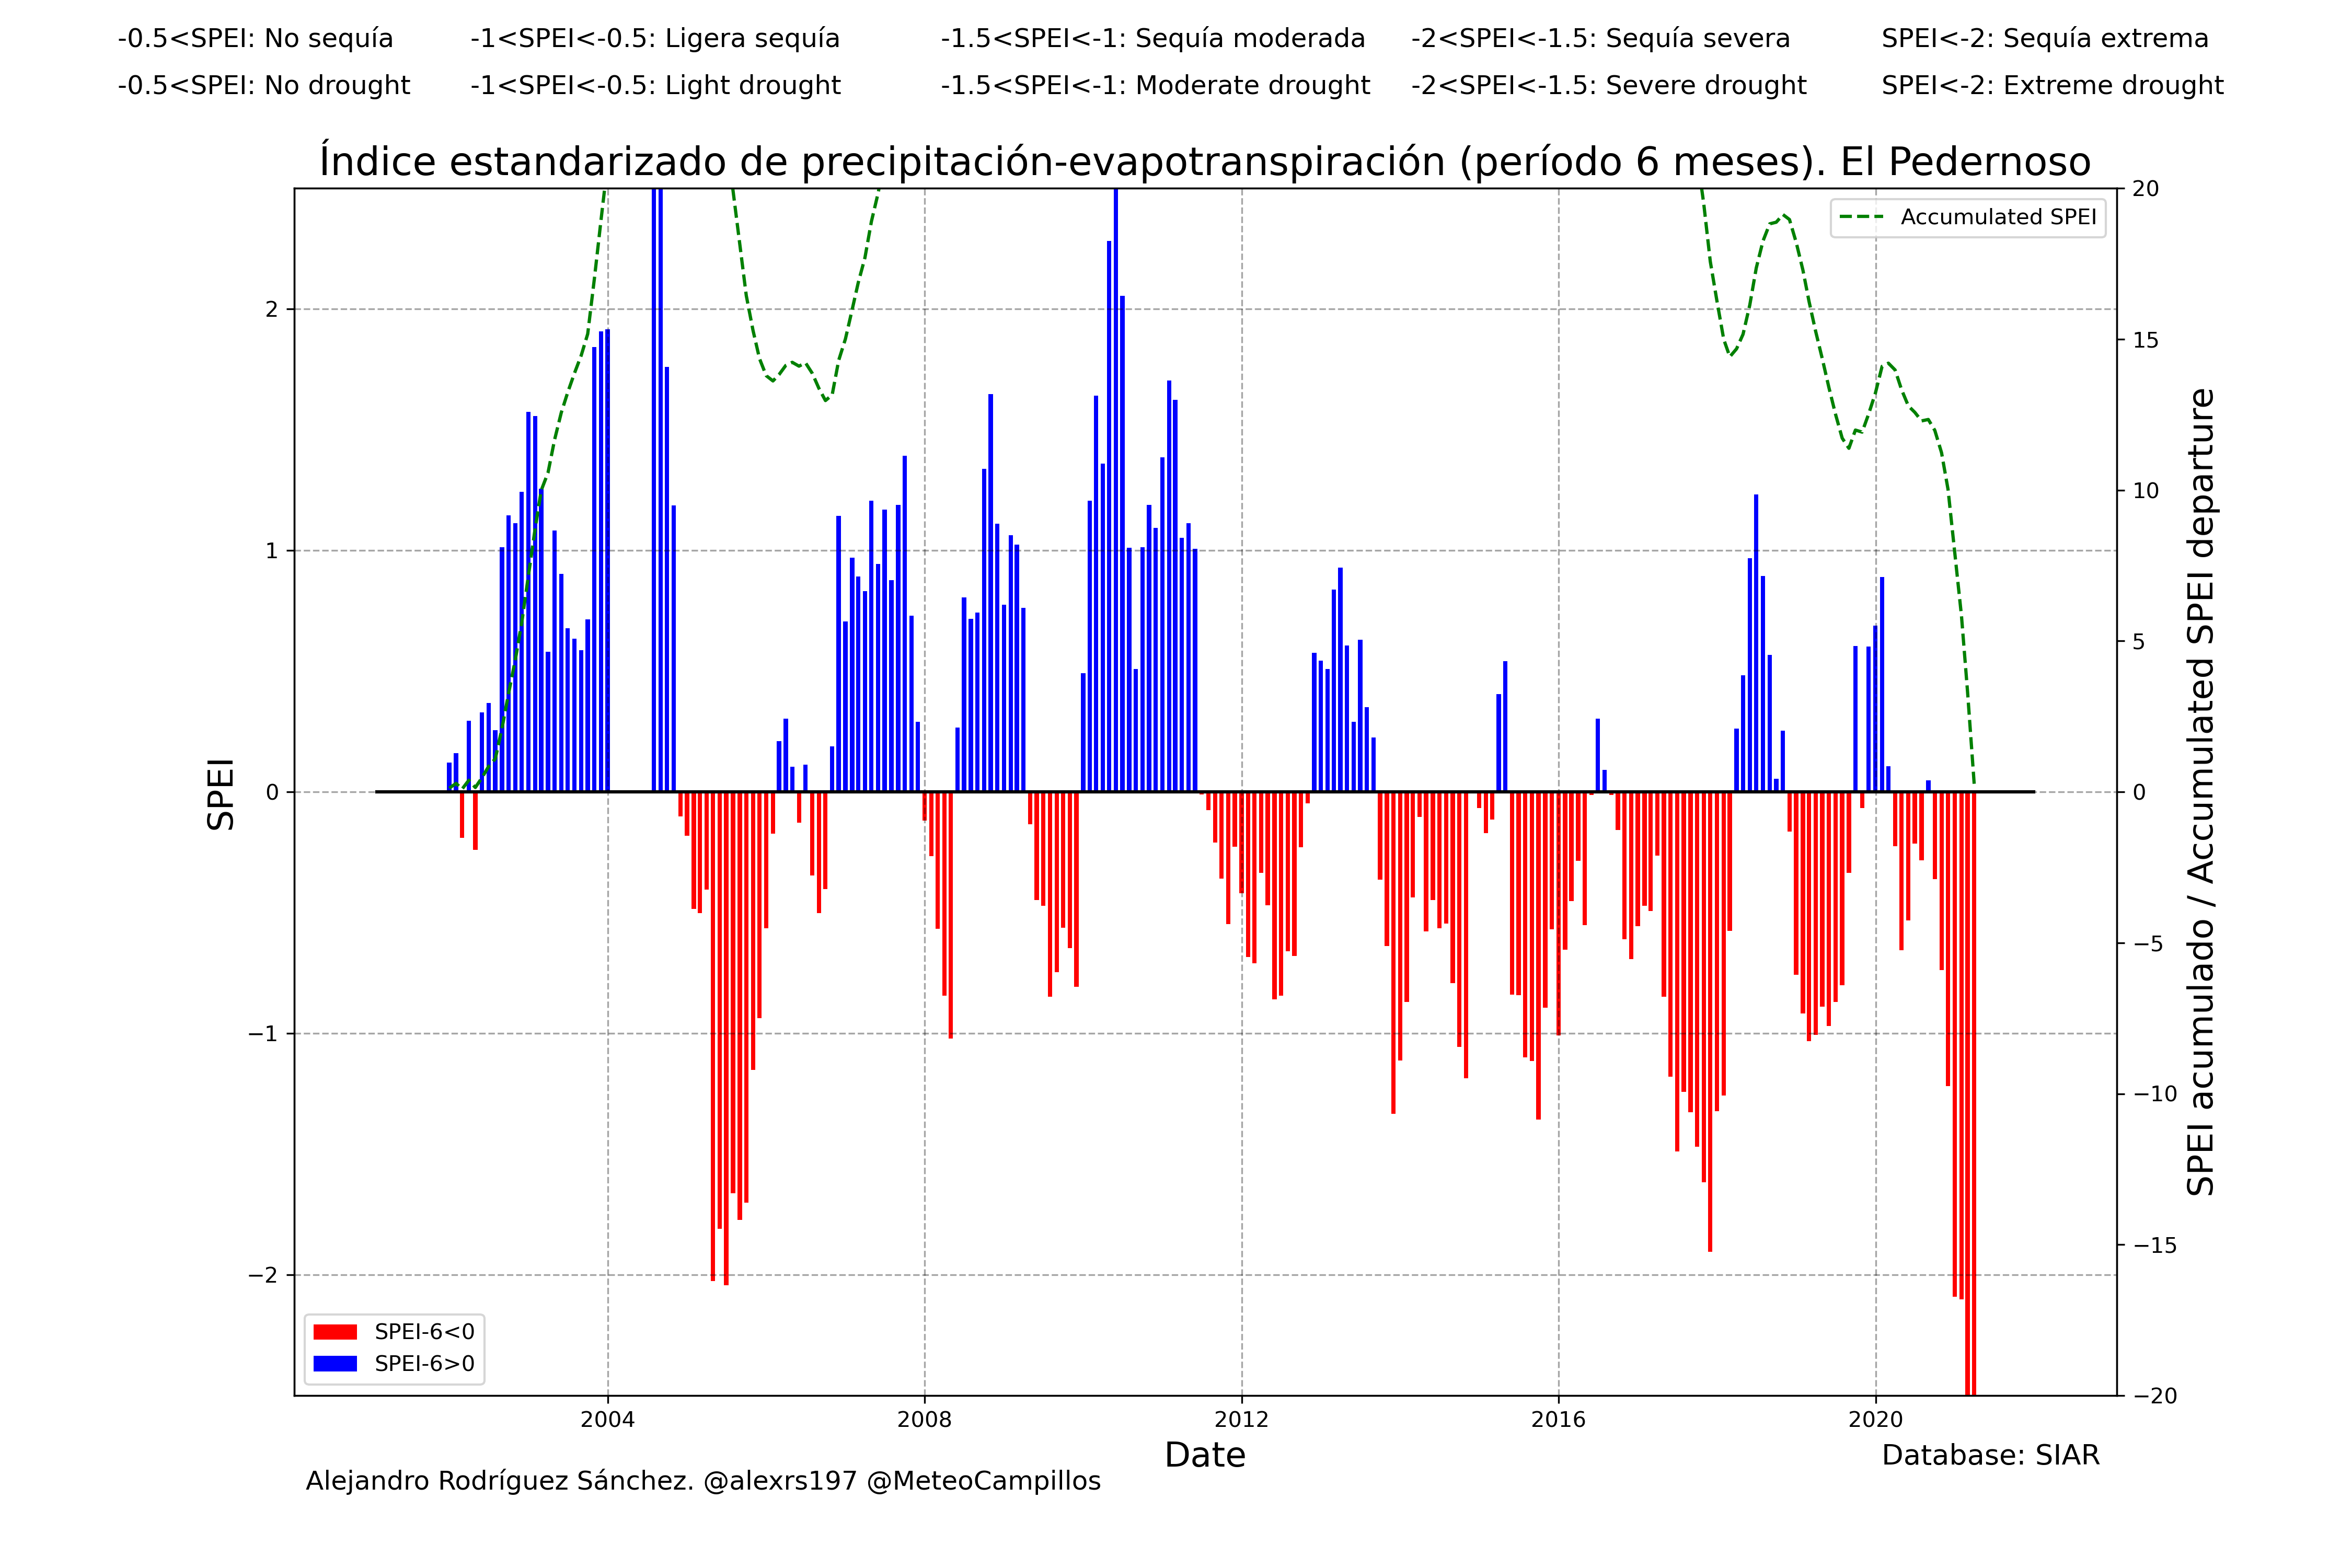 -0.5<SPEI: No sequía -1<SPEI<-0.5: Ligera sequía -1.5<SPEI<-1: Sequía moderada -2<SPEI<-1.5: Sequía severa SPEI<-2: Sequía extrema
-0.5<SPEI: No drought -1<SPEI<-0.5: Light drought -1.5<SPEI<-1: Moderate drought -2<SPEI<-1.5: Severe drought SPEI<-2: Extreme drought
Índice estandarizado de precipitación-evapotranspiración (período 6 meses). El Pedernoso
Accumulated SPEI
SPEI
2
1
0
−1
−2
20
15
10
5
0
−5
−10
−15
−20
SPEI acumulado / Accumulated SPEI departure
SPEI-6<0
SPEI-6>0
2004 2008 2012 2016 2020
Date
Database: SIAR
Alejandro Rodríguez Sánchez. @alexrs197 @MeteoCampillos